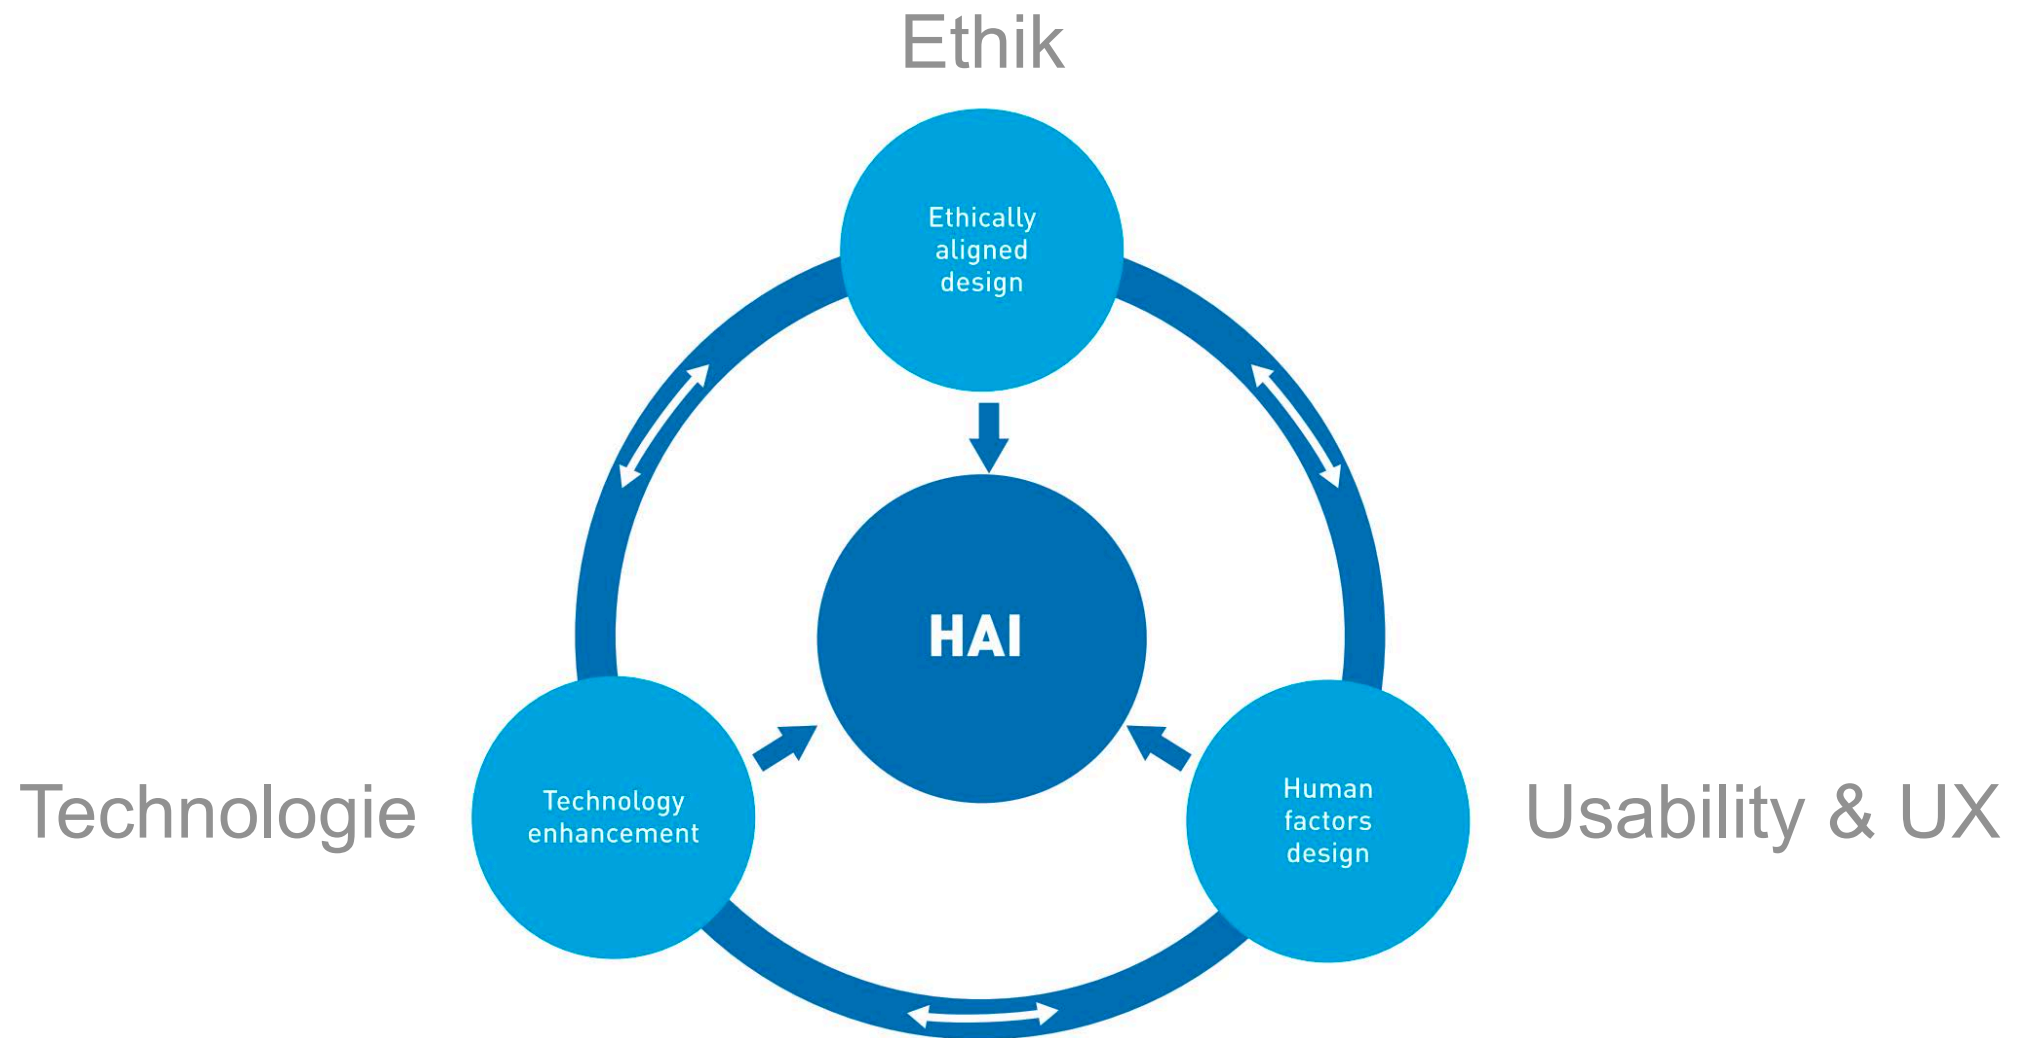 Ethik
Ethically
aligned
design
HAI
Technologie
Technology
enhancement
Human
factors
design
Usability & UX